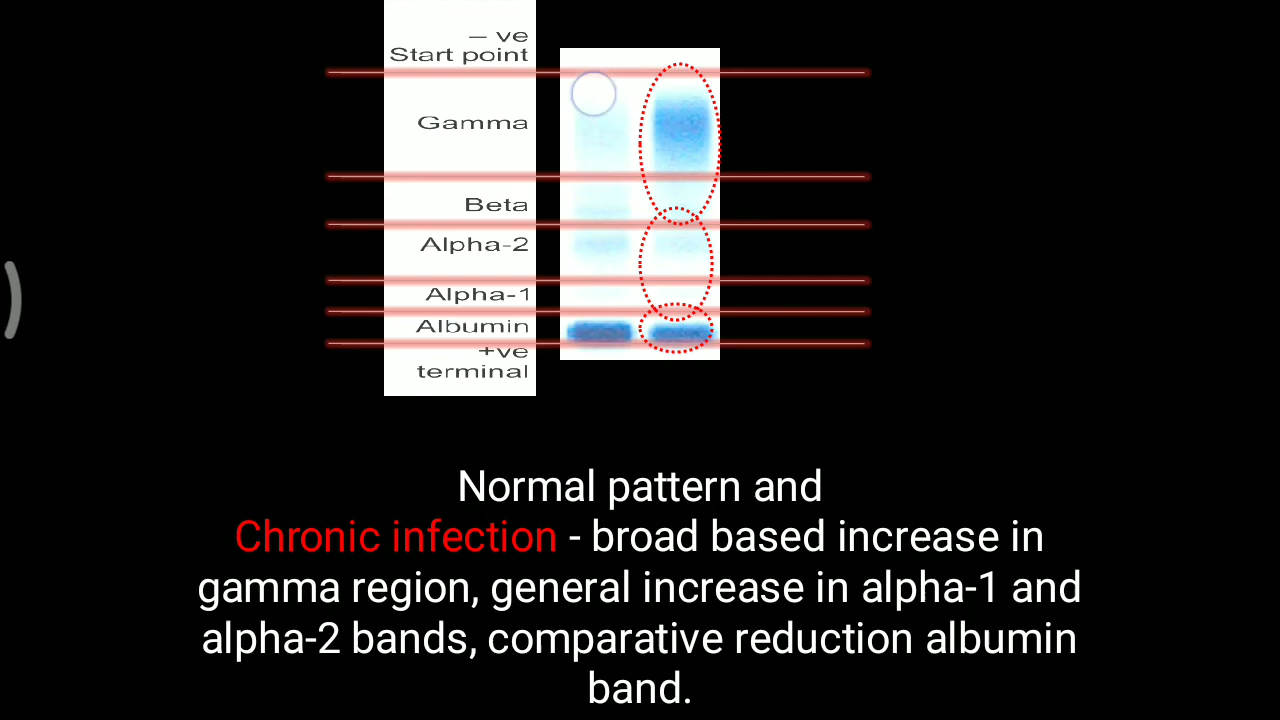 – ve
Start point
Gamma
Beta
Alpha-2
Alpha-1
Albumin
+ve
terminal
Normal pattern and
Chronic infection - broad based increase in
gamma region, general increase in alpha-1 and
alpha-2 bands, comparative reduction albumin
band.